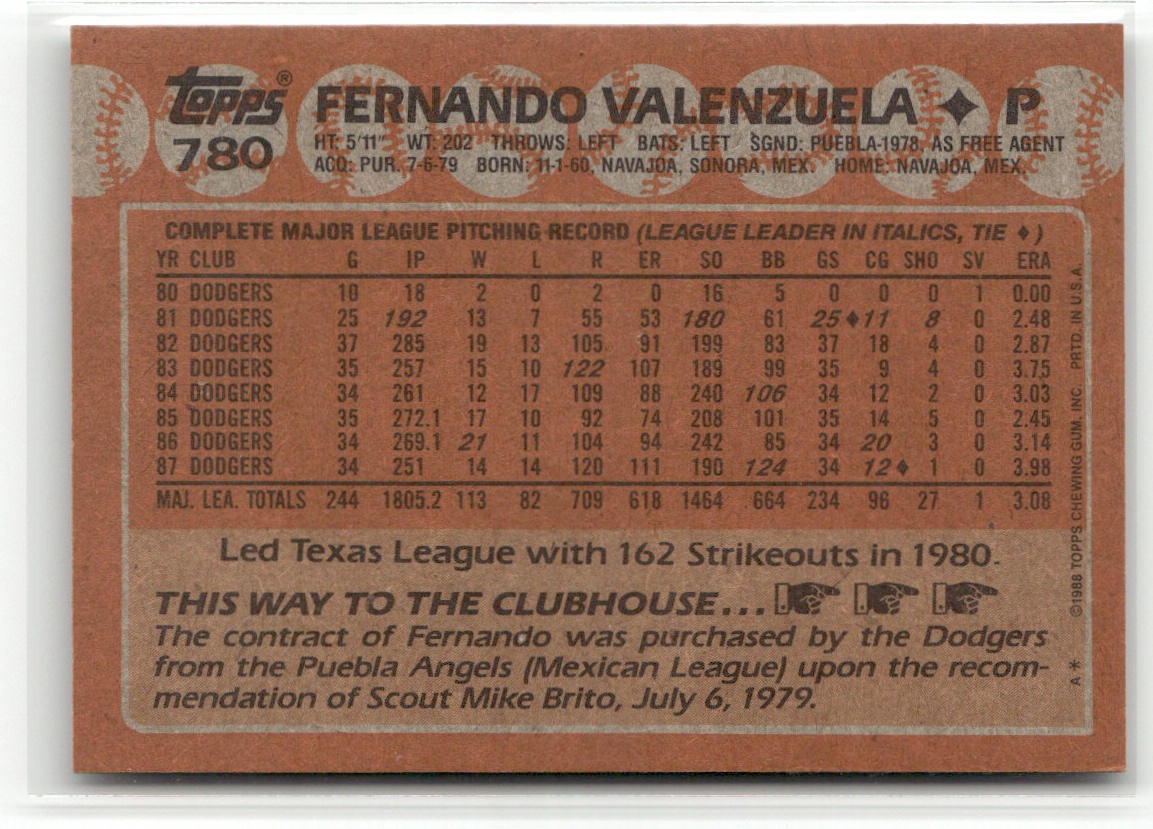 Topps®
780
FERNANDO VALENZUELA ✦ P
HT: 5'11" WT: 202 THROWS: LEFT BATS: LEFT SGND: PUEBLA-1978, AS FREE AGENT
ACQ: PUR. 7-6-79 BORN: 11-1-60, NAVAJOA, SONORA, MEX. HOME: NAVAJOA, MEX.
COMPLETE MAJOR LEAGUE PITCHING RECORD (LEAGUE LEADER IN ITALICS, TIE ♦)
YR CLUB G IP W L R ER SO BB GS CG SHO SV ERA
80 DODGERS 10 18 2 0 2 0 16 5 0 0 0 1 0.00
81 DODGERS 25 192 13 7 55 53 180 61 25 ♦11 8 0 2.48
82 DODGERS 37 285 19 13 105 91 199 83 37 18 4 0 2.87
83 DODGERS 35 257 15 10 122 107 189 99 35 9 4 0 3.75
84 DODGERS 34 261 12 17 109 88 240 106 34 12 2 0 3.03
85 DODGERS 35 272.1 17 10 92 74 208 101 35 14 5 0 2.45
86 DODGERS 34 269.1 21 11 104 94 242 85 34 20 3 0 3.14
87 DODGERS 34 251 14 14 120 111 190 124 34 12♦ 1 0 3.98
MAJ. LEA. TOTALS 244 1805.2 113 82 709 618 1464 664 234 96 27 1 3.08
Led Texas League with 162 Strikeouts in 1980.
THIS WAY TO THE CLUBHOUSE...
The contract of Fernando was purchased by the Dodgers
from the Puebla Angels (Mexican League) upon the recom-
mendation of Scout Mike Brito, July 6, 1979.
A* ©1988 TOPPS CHEWING GUM, INC. PRTD. IN U.S.A.